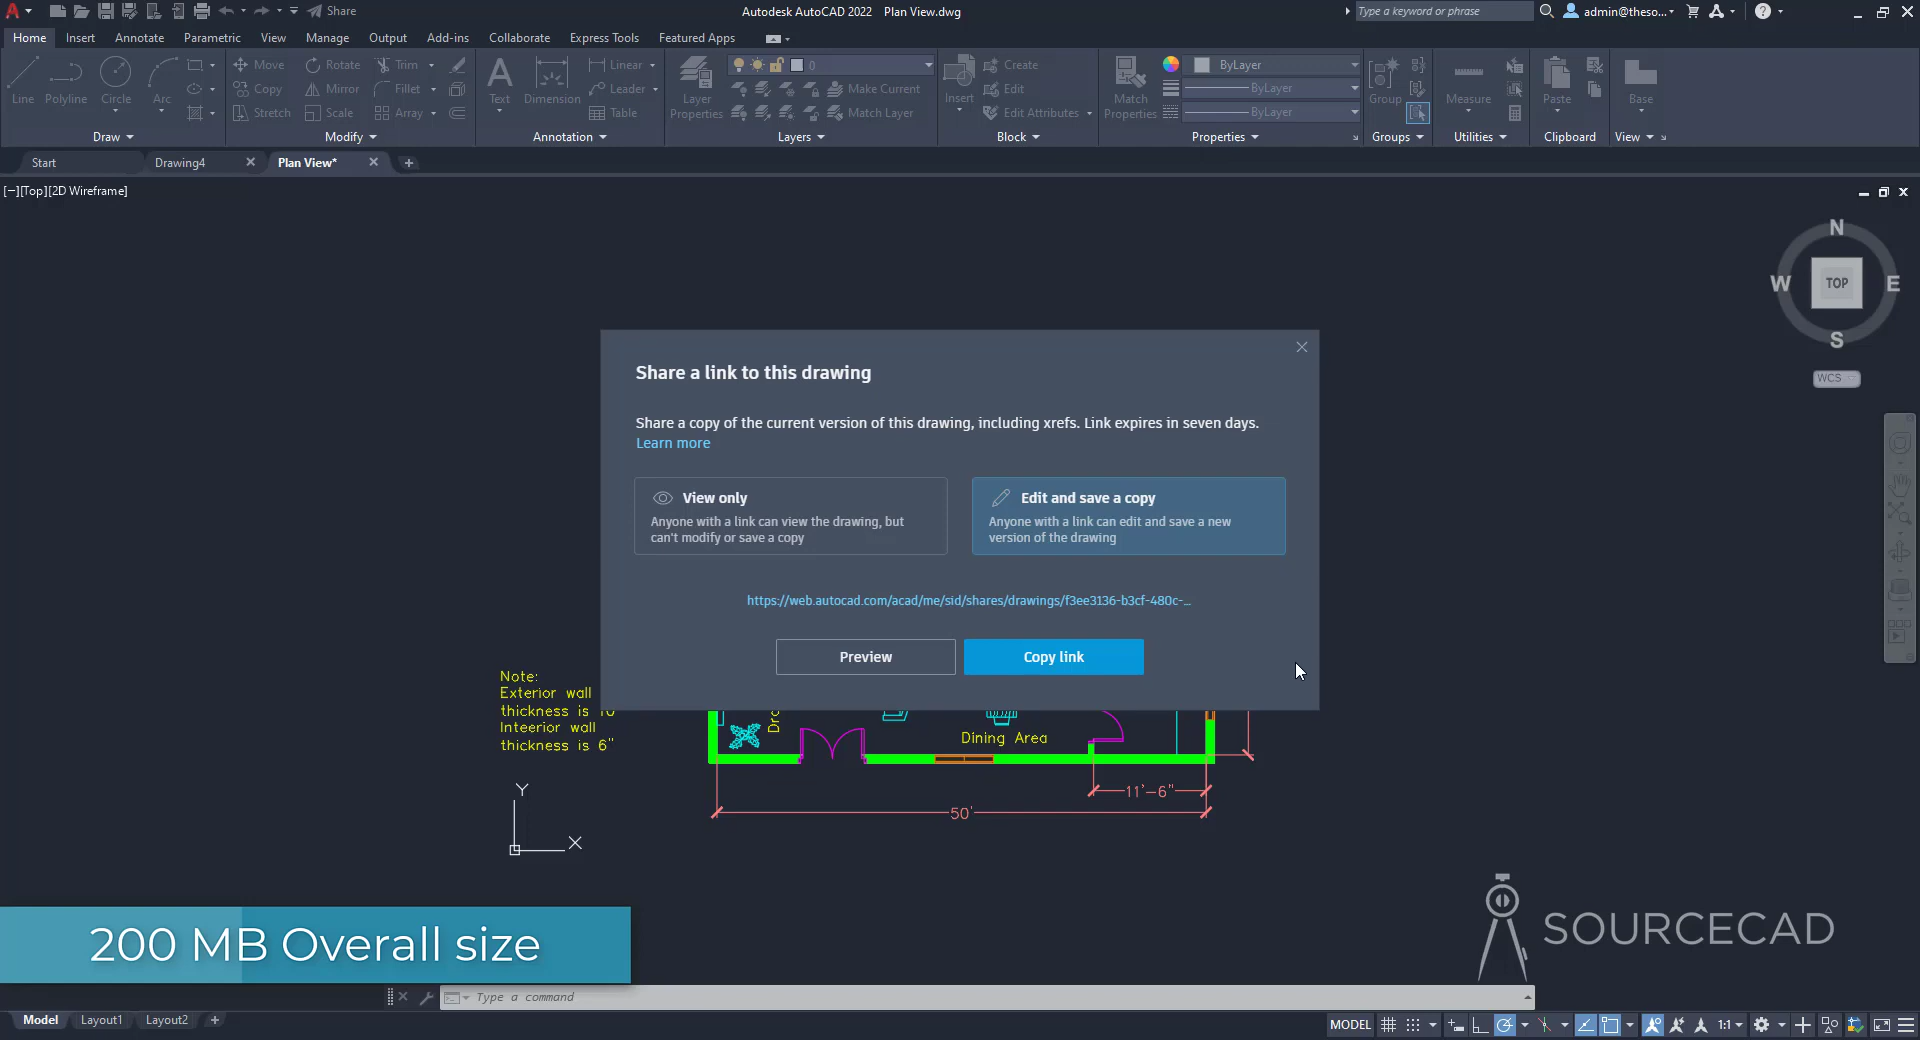 Share
Autodesk AutoCAD 2022 Plan View.dwg
Type a keyword or phrase
admin@theso...
Home Insert Annotate Parametric View Manage Output Add-ins Collaborate Express Tools Featured Apps
Line Polyline Circle Arc
Move Rotate Trim
Copy Mirror Fillet
Stretch Scale Array
Text Dimension
Linear
Leader
Table
Layer Properties
0
Make Current
Match Layer
Insert
Create
Edit
Edit Attributes
Match Properties
ByLayer
ByLayer
ByLayer
Group
Measure
Paste
Base
Draw Modify Annotation Layers Block Properties Groups Utilities Clipboard View
Start Drawing4 Plan View*
[−][Top][2D Wireframe]
N
W TOP E
S
WCS
Share a link to this drawing
Share a copy of the current version of this drawing, including xrefs. Link expires in seven days.
Learn more
View only
Anyone with a link can view the drawing, but
can't modify or save a copy
Edit and save a copy
Anyone with a link can edit and save a new
version of the drawing
https://web.autocad.com/acad/me/sid/shares/drawings/f3ee3136-b3cf-480c-...
Preview Copy link
Note:
Exterior wall
thickness is 10"
Inteerior wall
thickness is 6"
Dining Area
11'-6"
50'
Y
X
200 MB Overall size
SOURCECAD
Type a command
Model Layout1 Layout2
MODEL
1:1